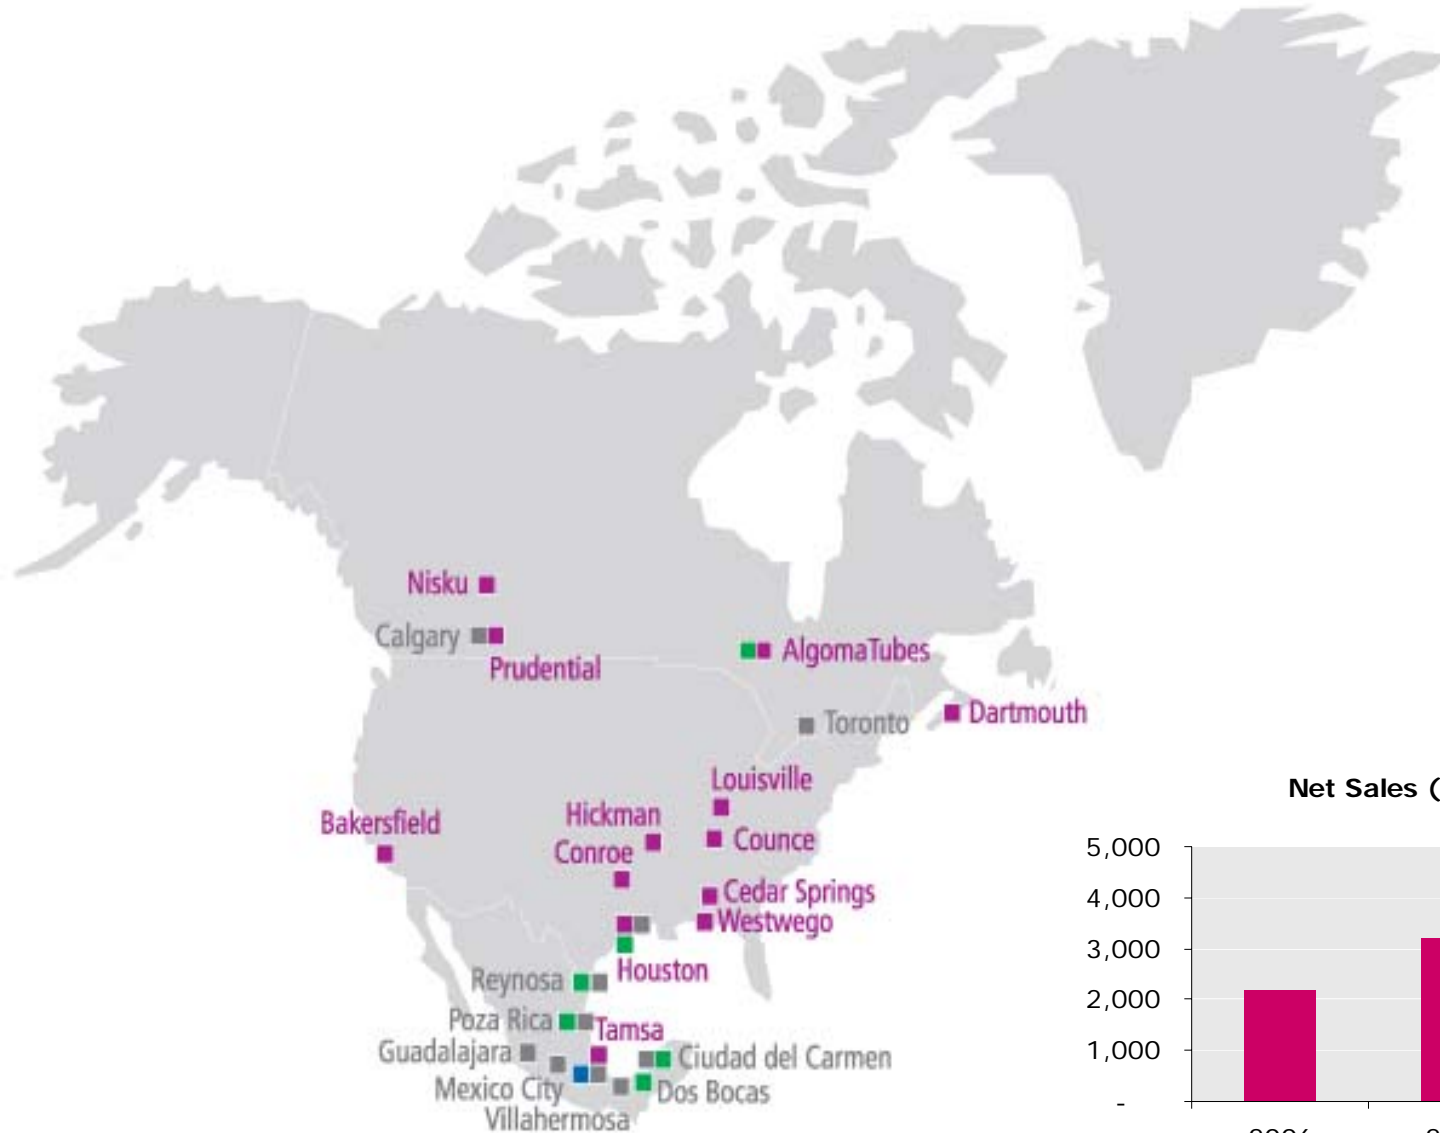 Nisku
Calgary
Prudential
AlgomaTubes
Dartmouth
Toronto
Louisville
Hickman
Bakersfield
Counce
Conroe
Cedar Springs
Westwego
Houston
Reynosa
Poza Rica
Tamsa
Guadalajara
Ciudad del Carmen
Mexico City
Dos Bocas
Villahermosa
Net Sales (
5,000
4,000
3,000
2,000
1,000
-